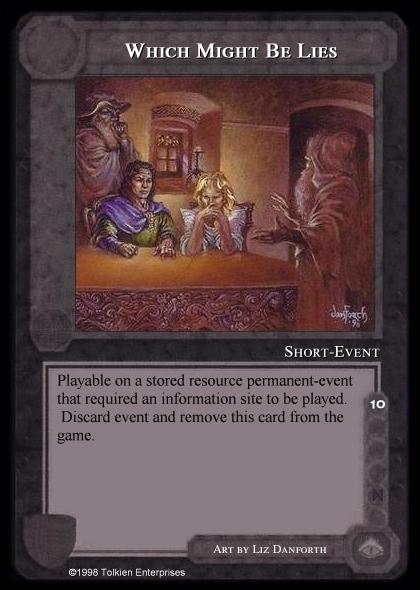 Which Might Be Lies
Danforth
.96
Short-Event
Playable on a stored resource permanent-event
that required an information site to be played.
Discard event and remove this card from the
game.
10
N
Art by Liz Danforth
©1998 Tolkien Enterprises